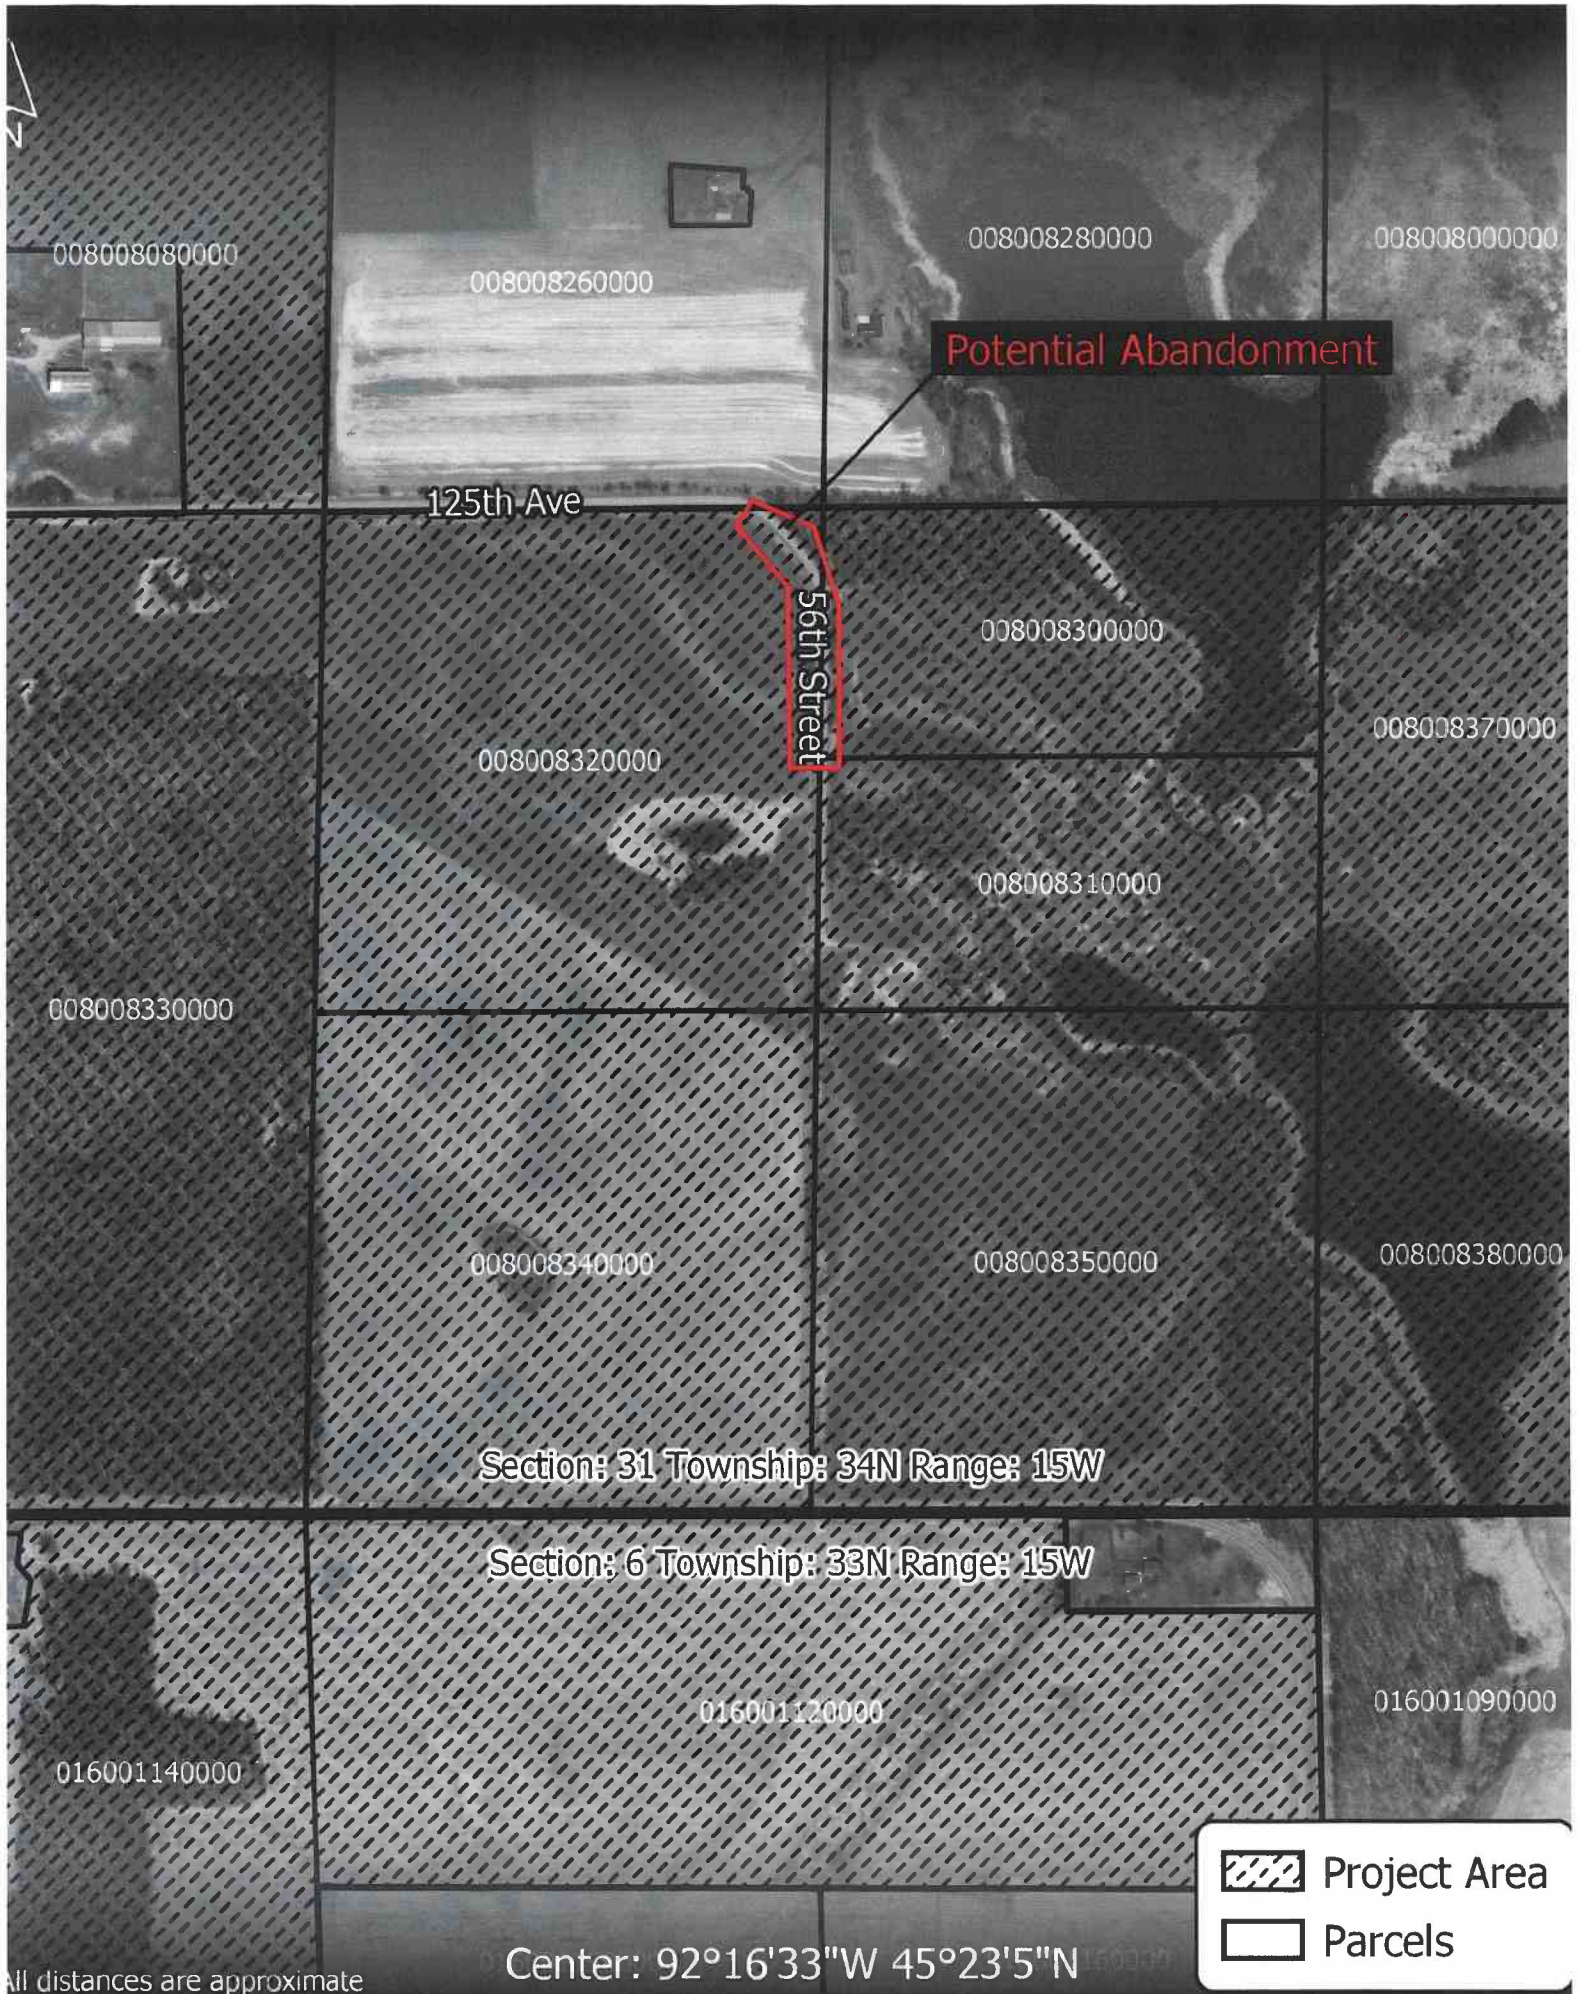 N
008008080000
008008260000
008008280000
008008000000
Potential Abandonment
125th Ave
56th Street
008008300000
008008370000
008008320000
008008310000
008008330000
008008340000
008008350000
008008380000
Section: 31 Township: 34N Range: 15W
Section: 6 Township: 33N Range: 15W
016001120000
016001090000
016001140000
Project Area
Parcels
Center: 92°16'33"W 45°23'5"N
All distances are approximate